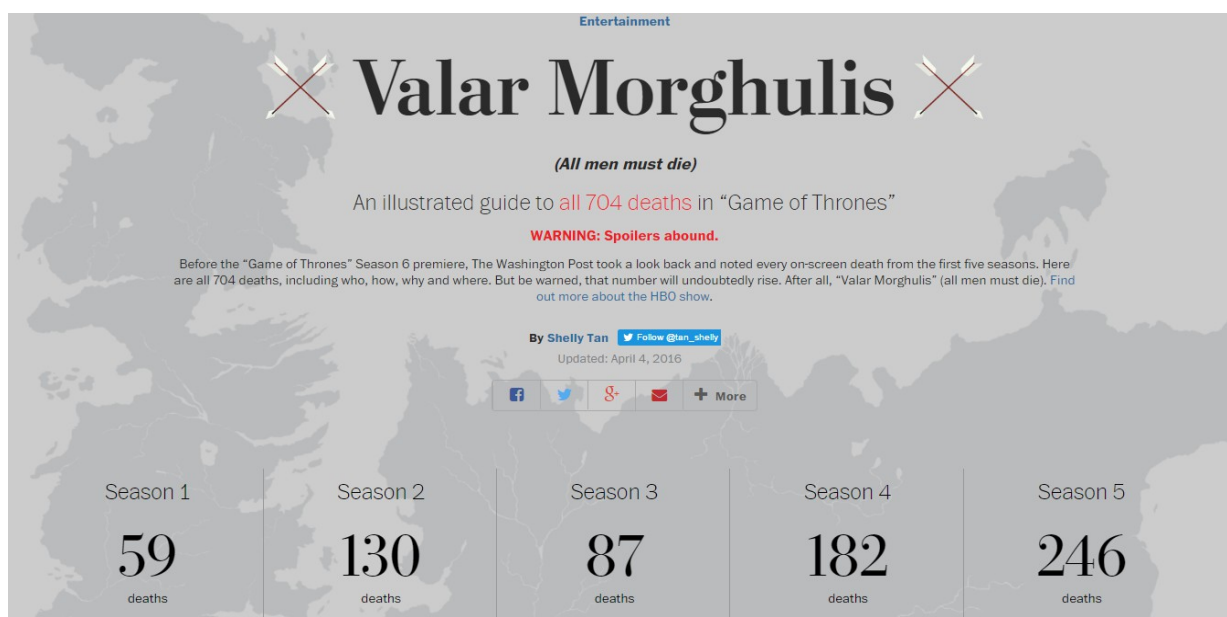 Entertainment
Valar Morghulis
(All men must die)
An illustrated guide to all 704 deaths in “Game of Thrones”
WARNING: Spoilers abound.
Before the “Game of Thrones” Season 6 premiere, The Washington Post took a look back and noted every on-screen death from the first five seasons. Here
are all 704 deaths, including who, how, why and where. But be warned, that number will undoubtedly rise. After all, “Valar Morghulis” (all men must die). Find
out more about the HBO show.
By Shelly Tan Follow @tan_shelly
Updated: April 4, 2016
g+ More
Season 1 Season 2 Season 3 Season 4 Season 5
59 130 87 182 246
deaths deaths deaths deaths deaths